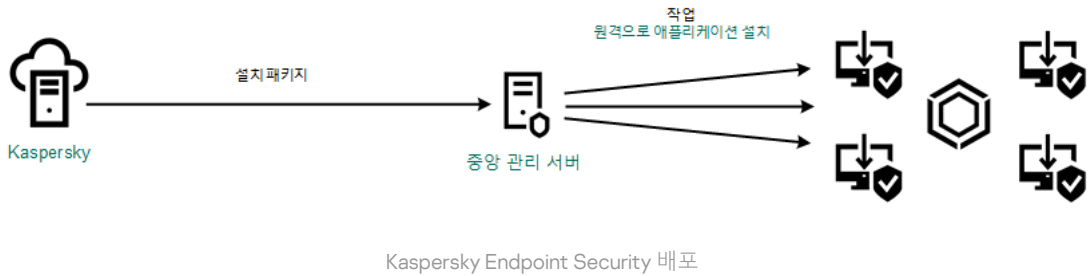 작업
원격으로 애플리케이션 설치
설치 패키지
Kaspersky
중앙 관리 서버
Kaspersky Endpoint Security 배포